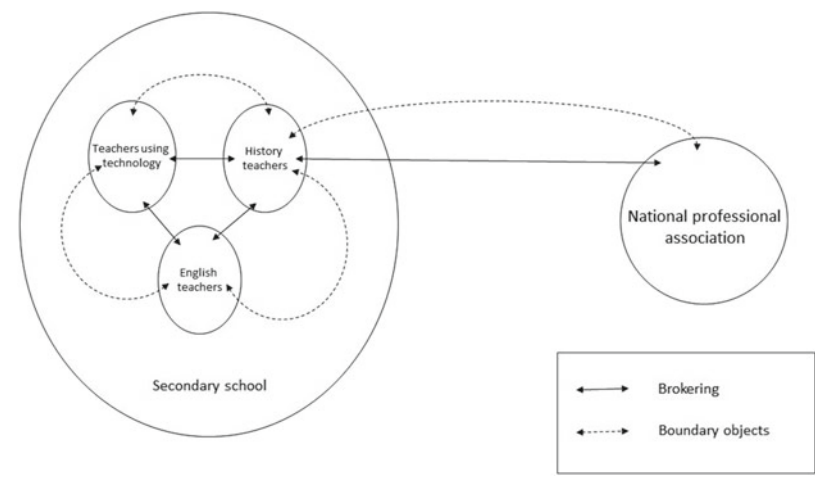 Teachers using
technology
History
teachers
English
teachers
Secondary school
National professional
association
Brokering
Boundary objects